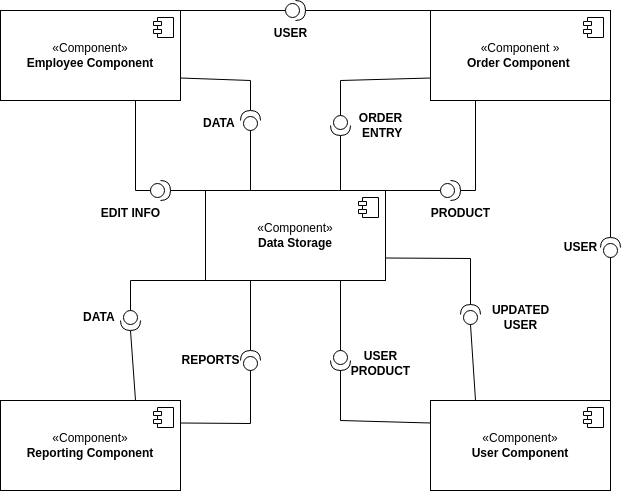 USER
«Component»
Employee Component
«Component »
Order Component
DATA
ORDER
ENTRY
EDIT INFO
PRODUCT
«Component»
Data Storage
USER
DATA
UPDATED
USER
REPORTS
USER
PRODUCT
«Component»
Reporting Component
«Component»
User Component